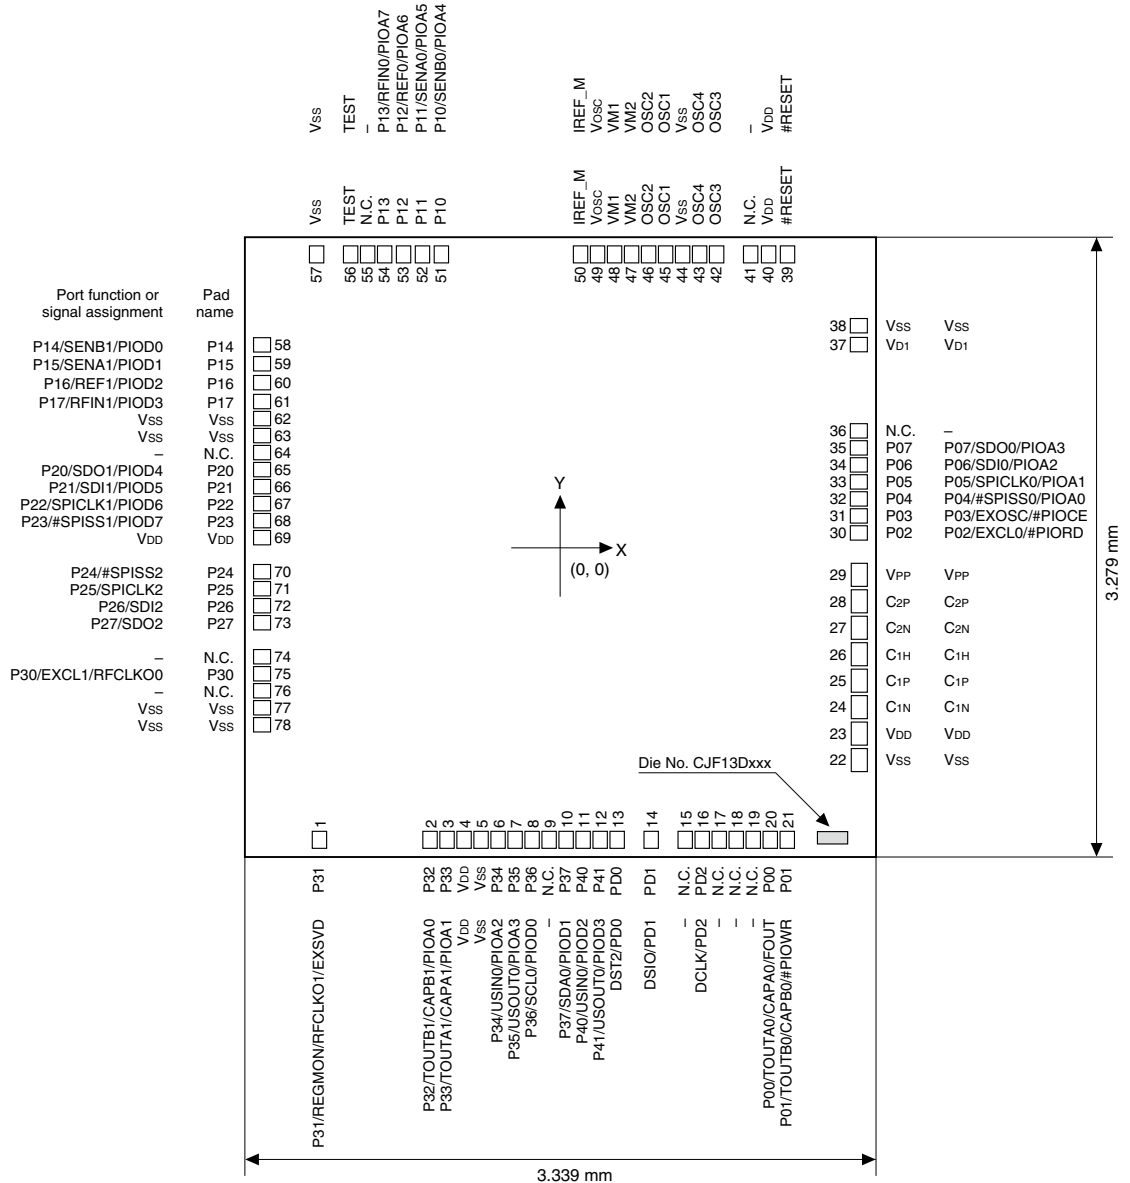 Vss
TEST
–
P13/RFIN0/PIOA7
P12/REF0/PIOA6
P11/SENA0/PIOA5
P10/SENB0/PIOA4
IREF_M
VOSC
VM1
VM2
OSC2
OSC1
Vss
OSC4
OSC3
–
VDD
#RESET
Vss
TEST
N.C.
P13
P12
P11
P10
IREF_M
VOSC
VM1
VM2
OSC2
OSC1
Vss
OSC4
OSC3
N.C.
VDD
#RESET
57
56
55
54
53
52
51
50
49
48
47
46
45
44
43
42
41
40
39
Port function or
signal assignment
Pad
name
P14/SENB1/PIOD0 P14 58
P15/SENA1/PIOD1 P15 59
P16/REF1/PIOD2 P16 60
P17/RFIN1/PIOD3 P17 61
Vss Vss 62
Vss Vss 63
– N.C. 64
P20/SDO1/PIOD4 P20 65
P21/SDI1/PIOD5 P21 66
P22/SPICLK1/PIOD6 P22 67
P23/#SPISS1/PIOD7 P23 68
VDD VDD 69
P24/#SPISS2 P24 70
P25/SPICLK2 P25 71
P26/SDI2 P26 72
P27/SDO2 P27 73
– N.C. 74
P30/EXCL1/RFCLKO0 P30 75
– N.C. 76
Vss Vss 77
Vss Vss 78
Y
X
(0, 0)
38 Vss Vss
37 VD1 VD1
36 N.C. –
35 P07 P07/SDO0/PIOA3
34 P06 P06/SDI0/PIOA2
33 P05 P05/SPICLK0/PIOA1
32 P04 P04/#SPISS0/PIOA0
31 P03 P03/EXOSC/#PIOCE
30 P02 P02/EXCL0/#PIORD
29 VPP VPP
28 C2P C2P
27 C2N C2N
26 C1H C1H
25 C1P C1P
24 C1N C1N
23 VDD VDD
22 Vss Vss
3.279 mm
Die No. CJF13Dxxx
1
2
3
4
5
6
7
8
9
10
11
12
13
14
15
16
17
18
19
20
21
P31
P32
P33
VDD
Vss
P34
P35
P36
N.C.
P37
P40
P41
PD0
PD1
N.C.
PD2
N.C.
N.C.
N.C.
P00
P01
P31/REGMON/RFCLKO1/EXSVD
P32/TOUTB1/CAPB1/PIOA0
P33/TOUTA1/CAPA1/PIOA1
VDD
Vss
P34/USIN0/PIOA2
P35/USOUT0/PIOA3
P36/SCL0/PIOD0
–
P37/SDA0/PIOD1
P40/USIN0/PIOD2
P41/USOUT0/PIOD3
DST2/PD0
DSIO/PD1
–
DCLK/PD2
–
–
–
P00/TOUTA0/CAPA0/FOUT
P01/TOUTB0/CAPB0/#PIOWR
3.339 mm